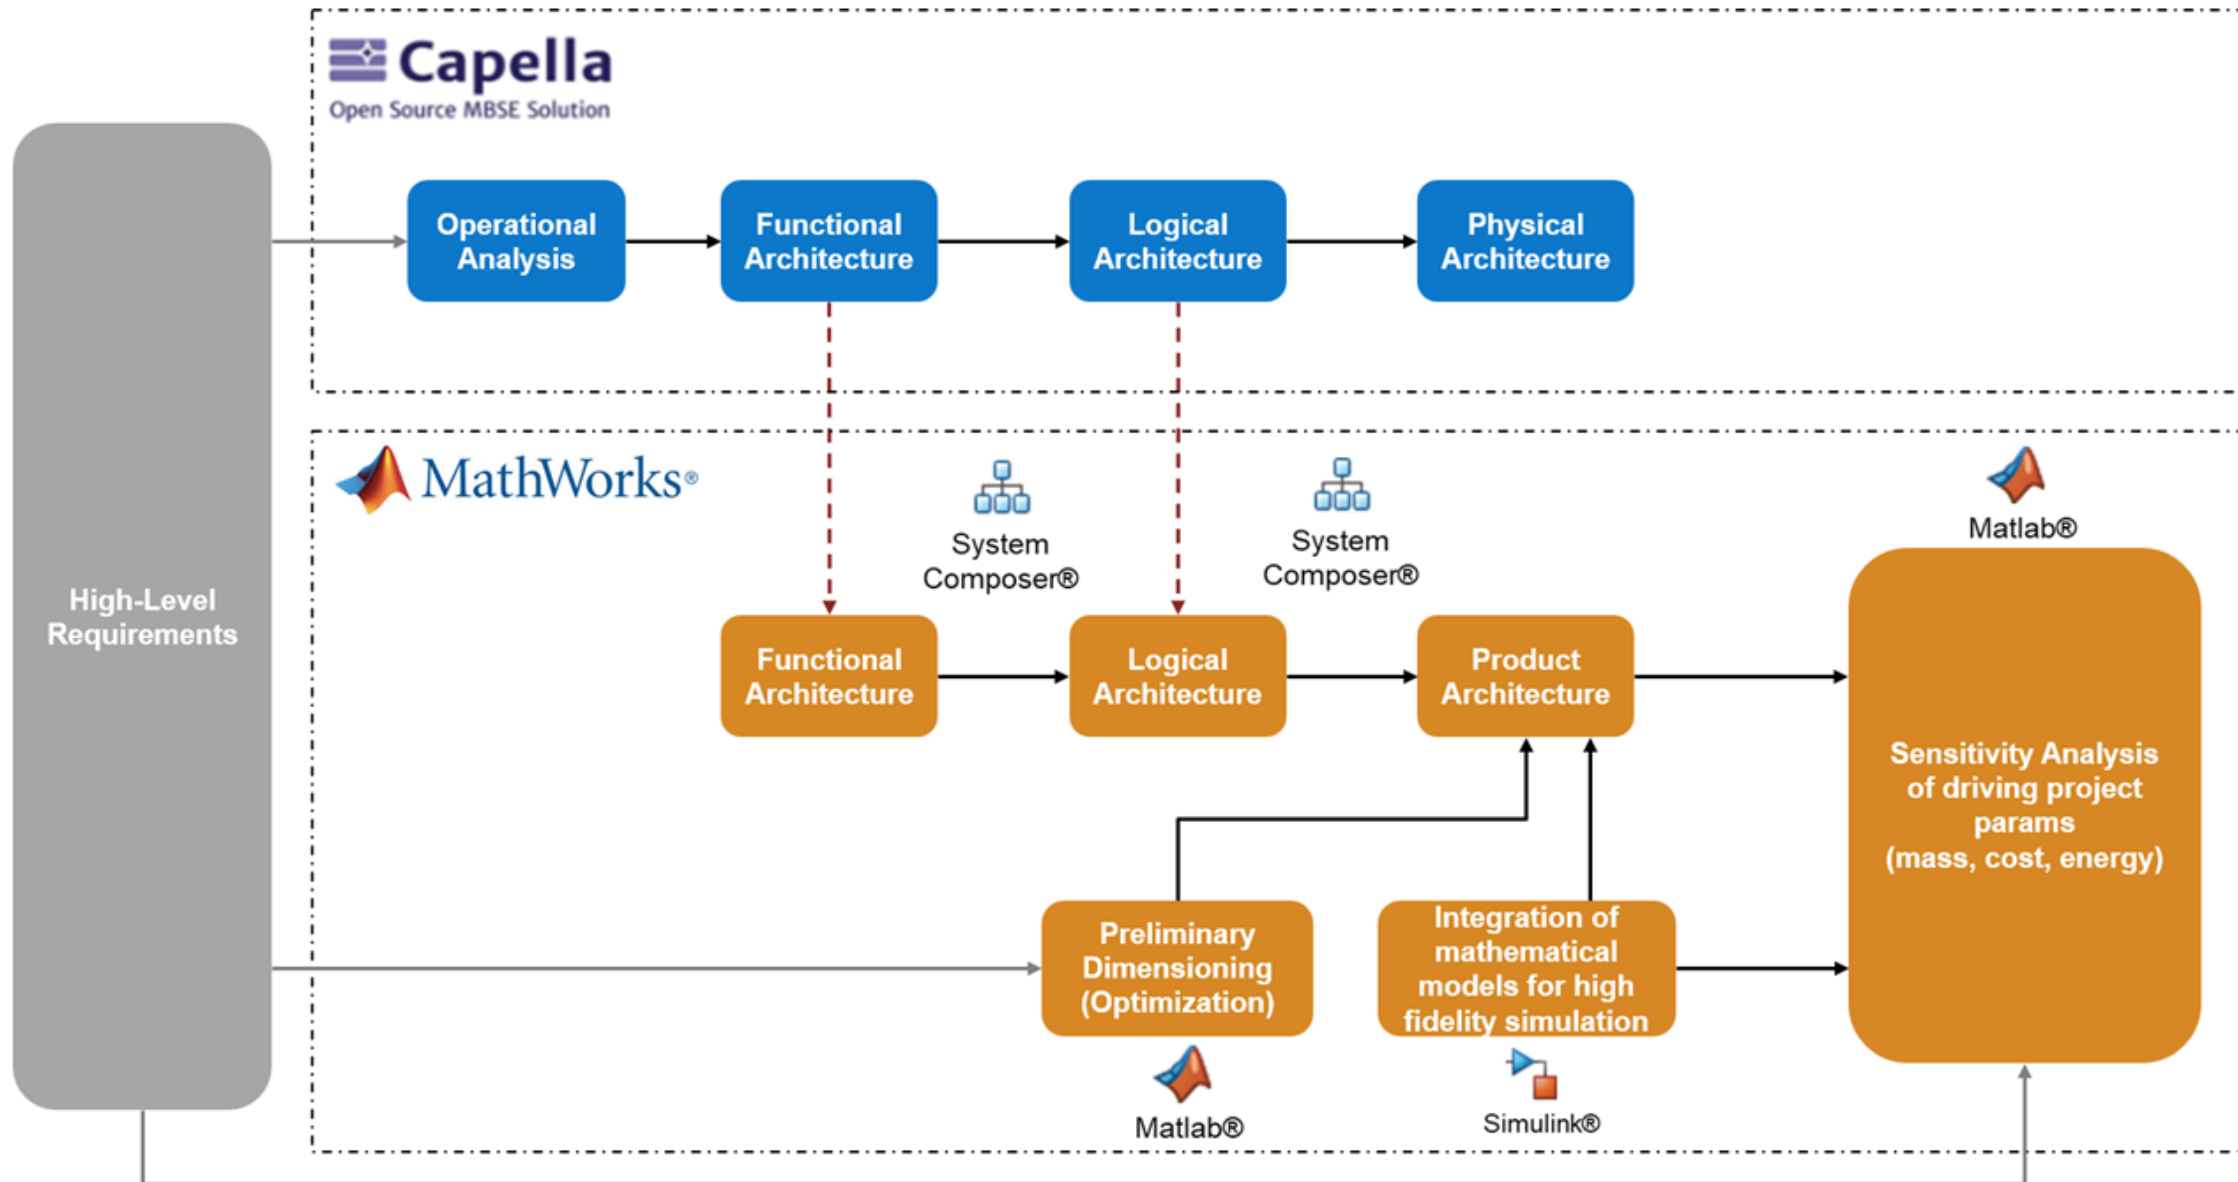 Capella
Open Source MBSE Solution
Operational
Analysis
Functional
Architecture
Logical
Architecture
Physical
Architecture
High-Level
Requirements
MathWorks®
System
Composer®
System
Composer®
Matlab®
Functional
Architecture
Logical
Architecture
Product
Architecture
Sensitivity Analysis
of driving project
params
(mass, cost, energy)
Preliminary
Dimensioning
(Optimization)
Integration of
mathematical
models for high
fidelity simulation
Matlab®
Simulink®